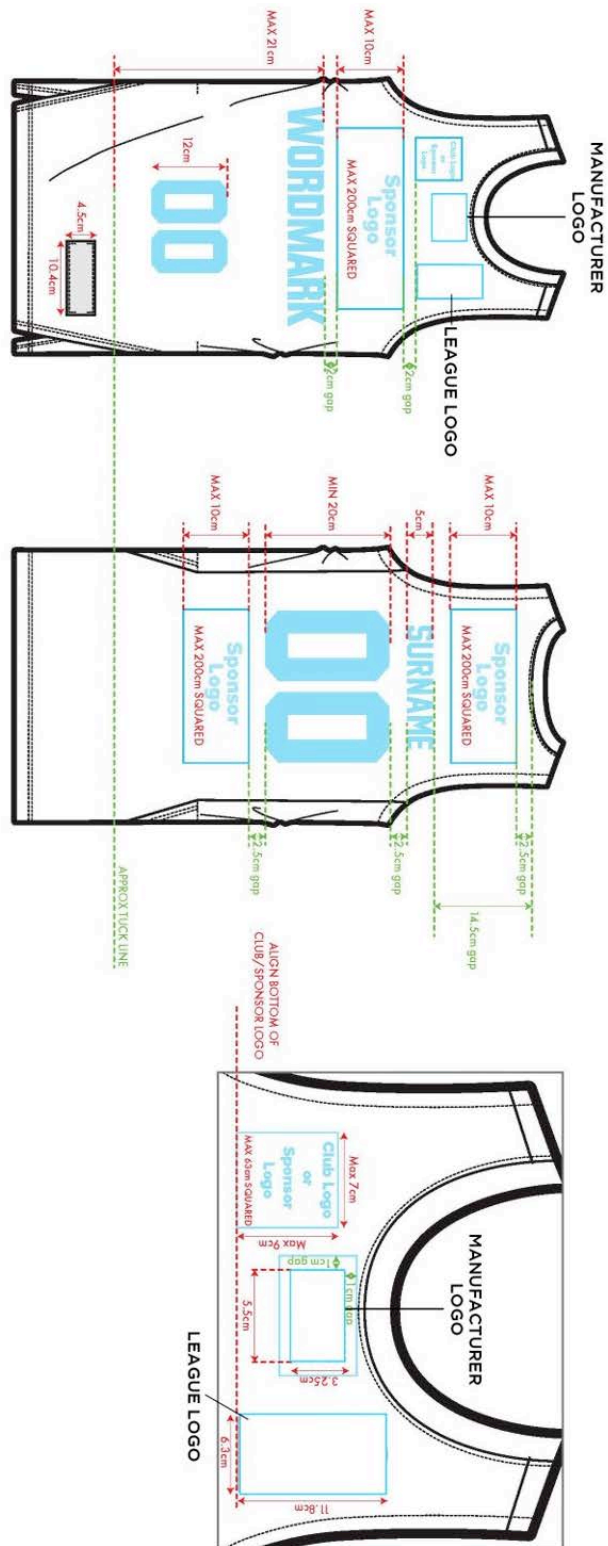 MANUFACTURER
LOGO
MAX 10cm
MAX 21cm
Club Logo
or
Sponsor
Logo
Sponsor
Logo
MAX 200cm SQUARED
WORDMARK
12cm
00
4.5cm
10.4cm
LEAGUE LOGO
2cm gap
2cm gap
MAX 10cm
5cm
MIN 20cm
MAX 10cm
Sponsor
Logo
MAX 200cm SQUARED
SURNAME
00
Sponsor
Logo
MAX 200cm SQUARED
2.5cm gap
14.5cm gap
2.5cm gap
2.5cm gap
APPROX TUCK LINE
MANUFACTURER
LOGO
Max 7cm
Club Logo
or
Sponsor
Logo
MAX 63cm SQUARED
Max 9cm
1cm gap
1cm gap
5.5cm
3.25cm
6.3cm
11.8cm
ALIGN BOTTOM OF
CLUB/SPONSOR LOGO
LEAGUE LOGO